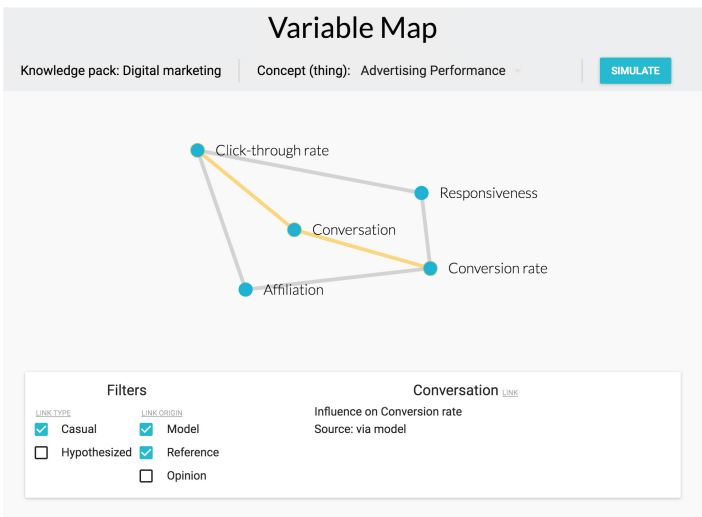 Variable Map
Knowledge pack: Digital marketing Concept (thing): Advertising Performance SIMULATE
Click-through rate
Responsiveness
Conversation
Conversion rate
Affiliation
Filters
LINK TYPE LINK ORIGIN
Casual Model
Hypothesized Reference
Opinion
Conversation LINK
Influence on Conversion rate
Source: via model